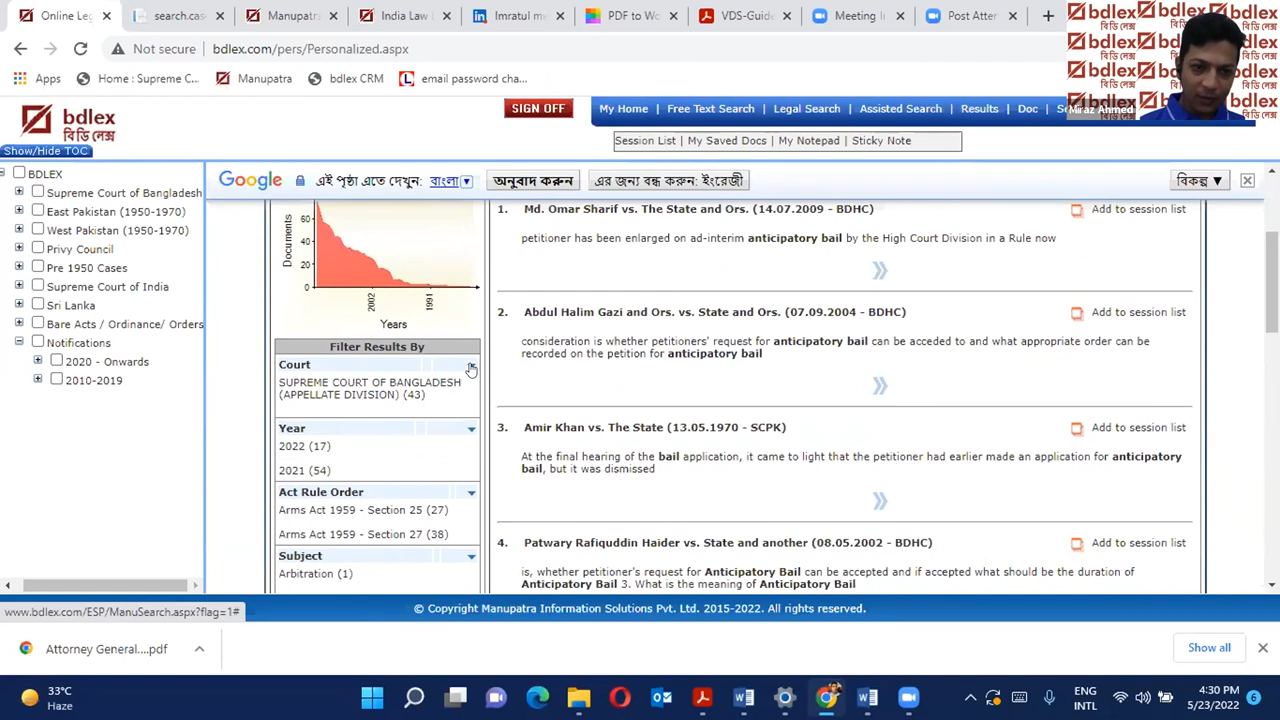 Online Leg
search.cas
Manupatra
India Law
Imratul me
PDF to Wo
VDS-Guide
Meeting I
Post Atter
Not secure
bdlex.com/pers/Personalized.aspx
Apps
Home : Supreme C...
Manupatra
bdlex CRM
email password cha...
bdlex
বিডি লেক্স
Miraz Ahmed
bdlex
বিডি লেক্স
SIGN OFF
My Home | Free Text Search | Legal Search | Assisted Search | Results | Doc |
Session List | My Saved Docs | My Notepad | Sticky Note
Show/Hide TOC
BDLEX
Supreme Court of Bangladesh
East Pakistan (1950-1970)
West Pakistan (1950-1970)
Privy Council
Pre 1950 Cases
Supreme Court of India
Sri Lanka
Bare Acts / Ordinance/ Orders
Notifications
2020 - Onwards
2010-2019
Google
এই পৃষ্ঠা এতে দেখুন:
বাংলা
অনুবাদ করুন
এর জন্য বন্ধ করুন: ইংরেজী
বিকল্প ▼
Documents
60
40
20
0
2002
1991
Years
Filter Results By
Court
SUPREME COURT OF BANGLADESH
(APPELLATE DIVISION) (43)
Year
2022 (17)
2021 (54)
Act Rule Order
Arms Act 1959 - Section 25 (27)
Arms Act 1959 - Section 27 (38)
Subject
Arbitration (1)
1. Md. Omar Sharif vs. The State and Ors. (14.07.2009 - BDHC)
Add to session list
petitioner has been enlarged on ad-interim anticipatory bail by the High Court Division in a Rule now
2. Abdul Halim Gazi and Ors. vs. State and Ors. (07.09.2004 - BDHC)
Add to session list
consideration is whether petitioners' request for anticipatory bail can be acceded to and what appropriate order can be
recorded on the petition for anticipatory bail
3. Amir Khan vs. The State (13.05.1970 - SCPK)
Add to session list
At the final hearing of the bail application, it came to light that the petitioner had earlier made an application for anticipatory
bail, but it was dismissed
4. Patwary Rafiquddin Haider vs. State and another (08.05.2002 - BDHC)
Add to session list
is, whether petitioner's request for Anticipatory Bail can be accepted and if accepted what should be the duration of
Anticipatory Bail 3. What is the meaning of Anticipatory Bail
www.bdlex.com/ESP/ManuSearch.aspx?flag=1#
© Copyright Manupatra Information Solutions Pvt. Ltd. 2015-2022. All rights reserved.
Attorney General....pdf
Show all
33°C
Haze
ENG
INTL
4:30 PM
5/23/2022
6